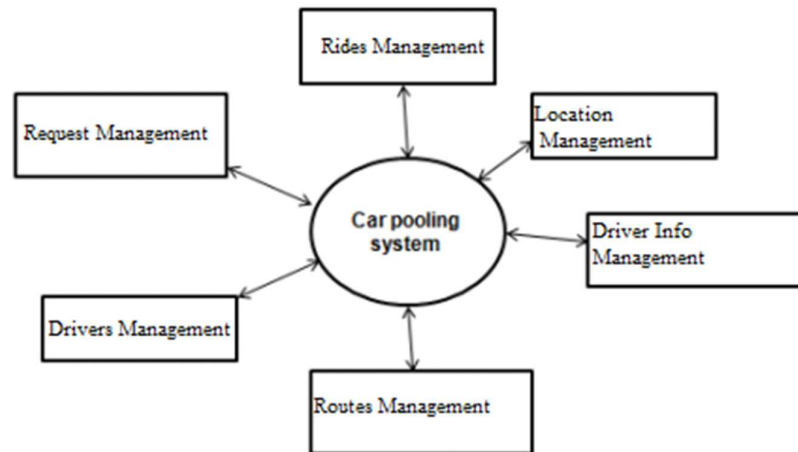 Rides Management
Request Management
Location
Management
Car pooling
system
Driver Info
Management
Drivers Management
Routes Management